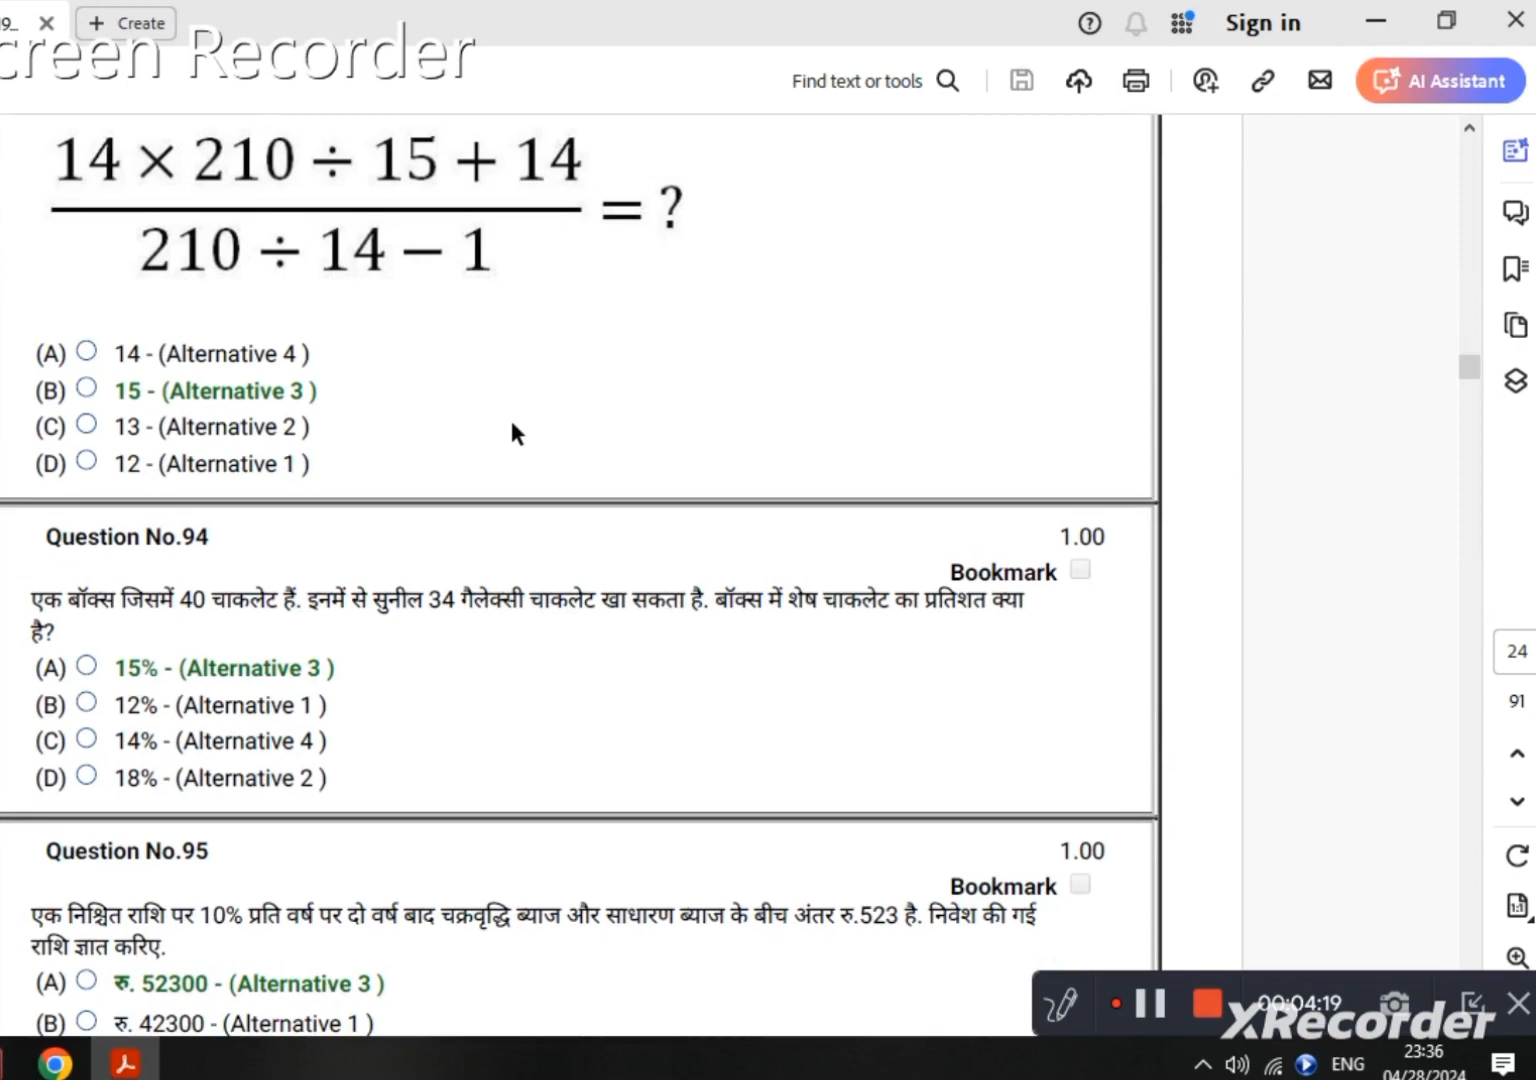 + Create
Sign in
creen Recorder
Find text or tools
AI Assistant
14 × 210 ÷ 15 + 14
210 ÷ 14 − 1
= ?
(A) 14 - (Alternative 4 )
(B) 15 - (Alternative 3 )
(C) 13 - (Alternative 2 )
(D) 12 - (Alternative 1 )
Question No.94 1.00
Bookmark
एक बॉक्स जिसमें 40 चाकलेट हैं. इनमें से सुनील 34 गैलेक्सी चाकलेट खा सकता है. बॉक्स में शेष चाकलेट का प्रतिशत क्या
है?
(A) 15% - (Alternative 3 )
(B) 12% - (Alternative 1 )
(C) 14% - (Alternative 4 )
(D) 18% - (Alternative 2 )
24
91
Question No.95 1.00
Bookmark
एक निश्चित राशि पर 10% प्रति वर्ष पर दो वर्ष बाद चक्रवृद्धि ब्याज और साधारण ब्याज के बीच अंतर रु.523 है. निवेश की गई
राशि ज्ञात करिए.
(A) रु. 52300 - (Alternative 3 )
(B) रु. 42300 - (Alternative 1 )
00:04:19
XRecorder
ENG
23:36
04/28/2024